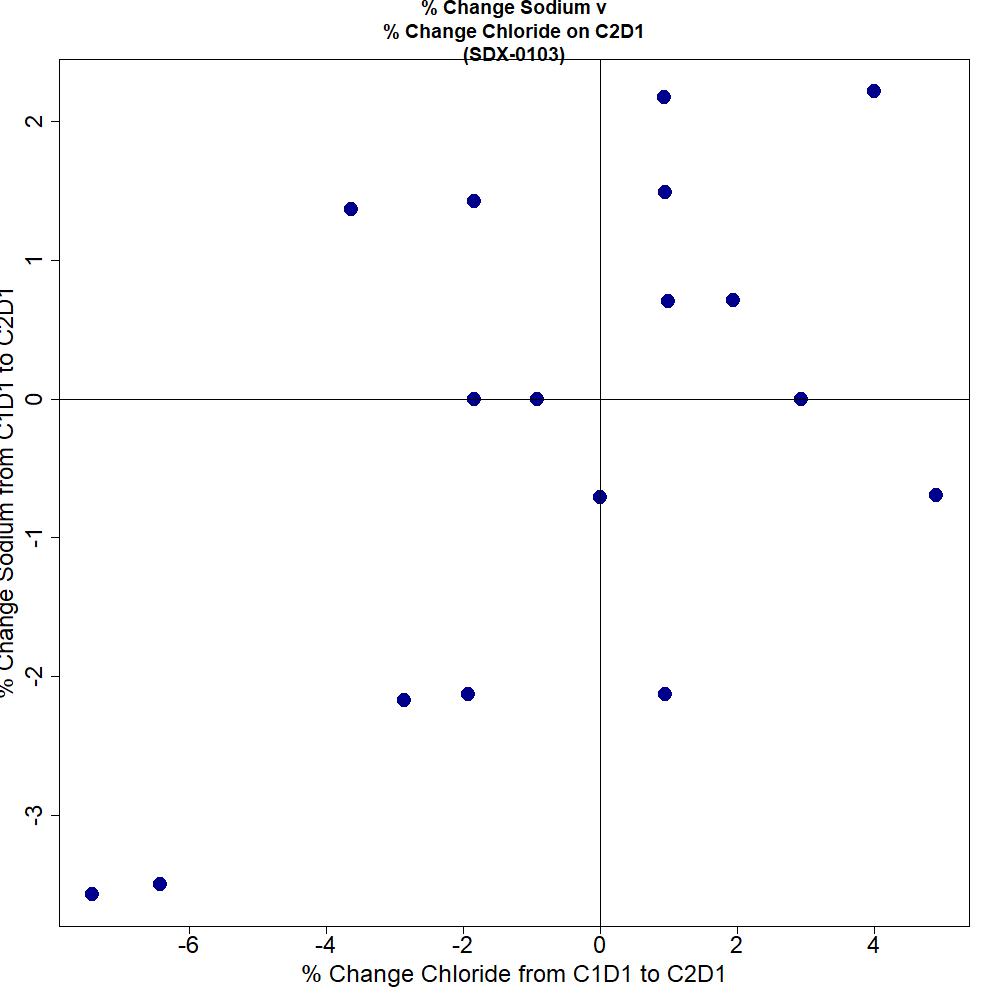 % Change Sodium v
% Change Chloride on C2D1
(SDX-0103)
% Change Sodium from C1D1 to C2D1
2
1
0
-1
-2
-3
-6
-4
-2
0
2
4
% Change Chloride from C1D1 to C2D1